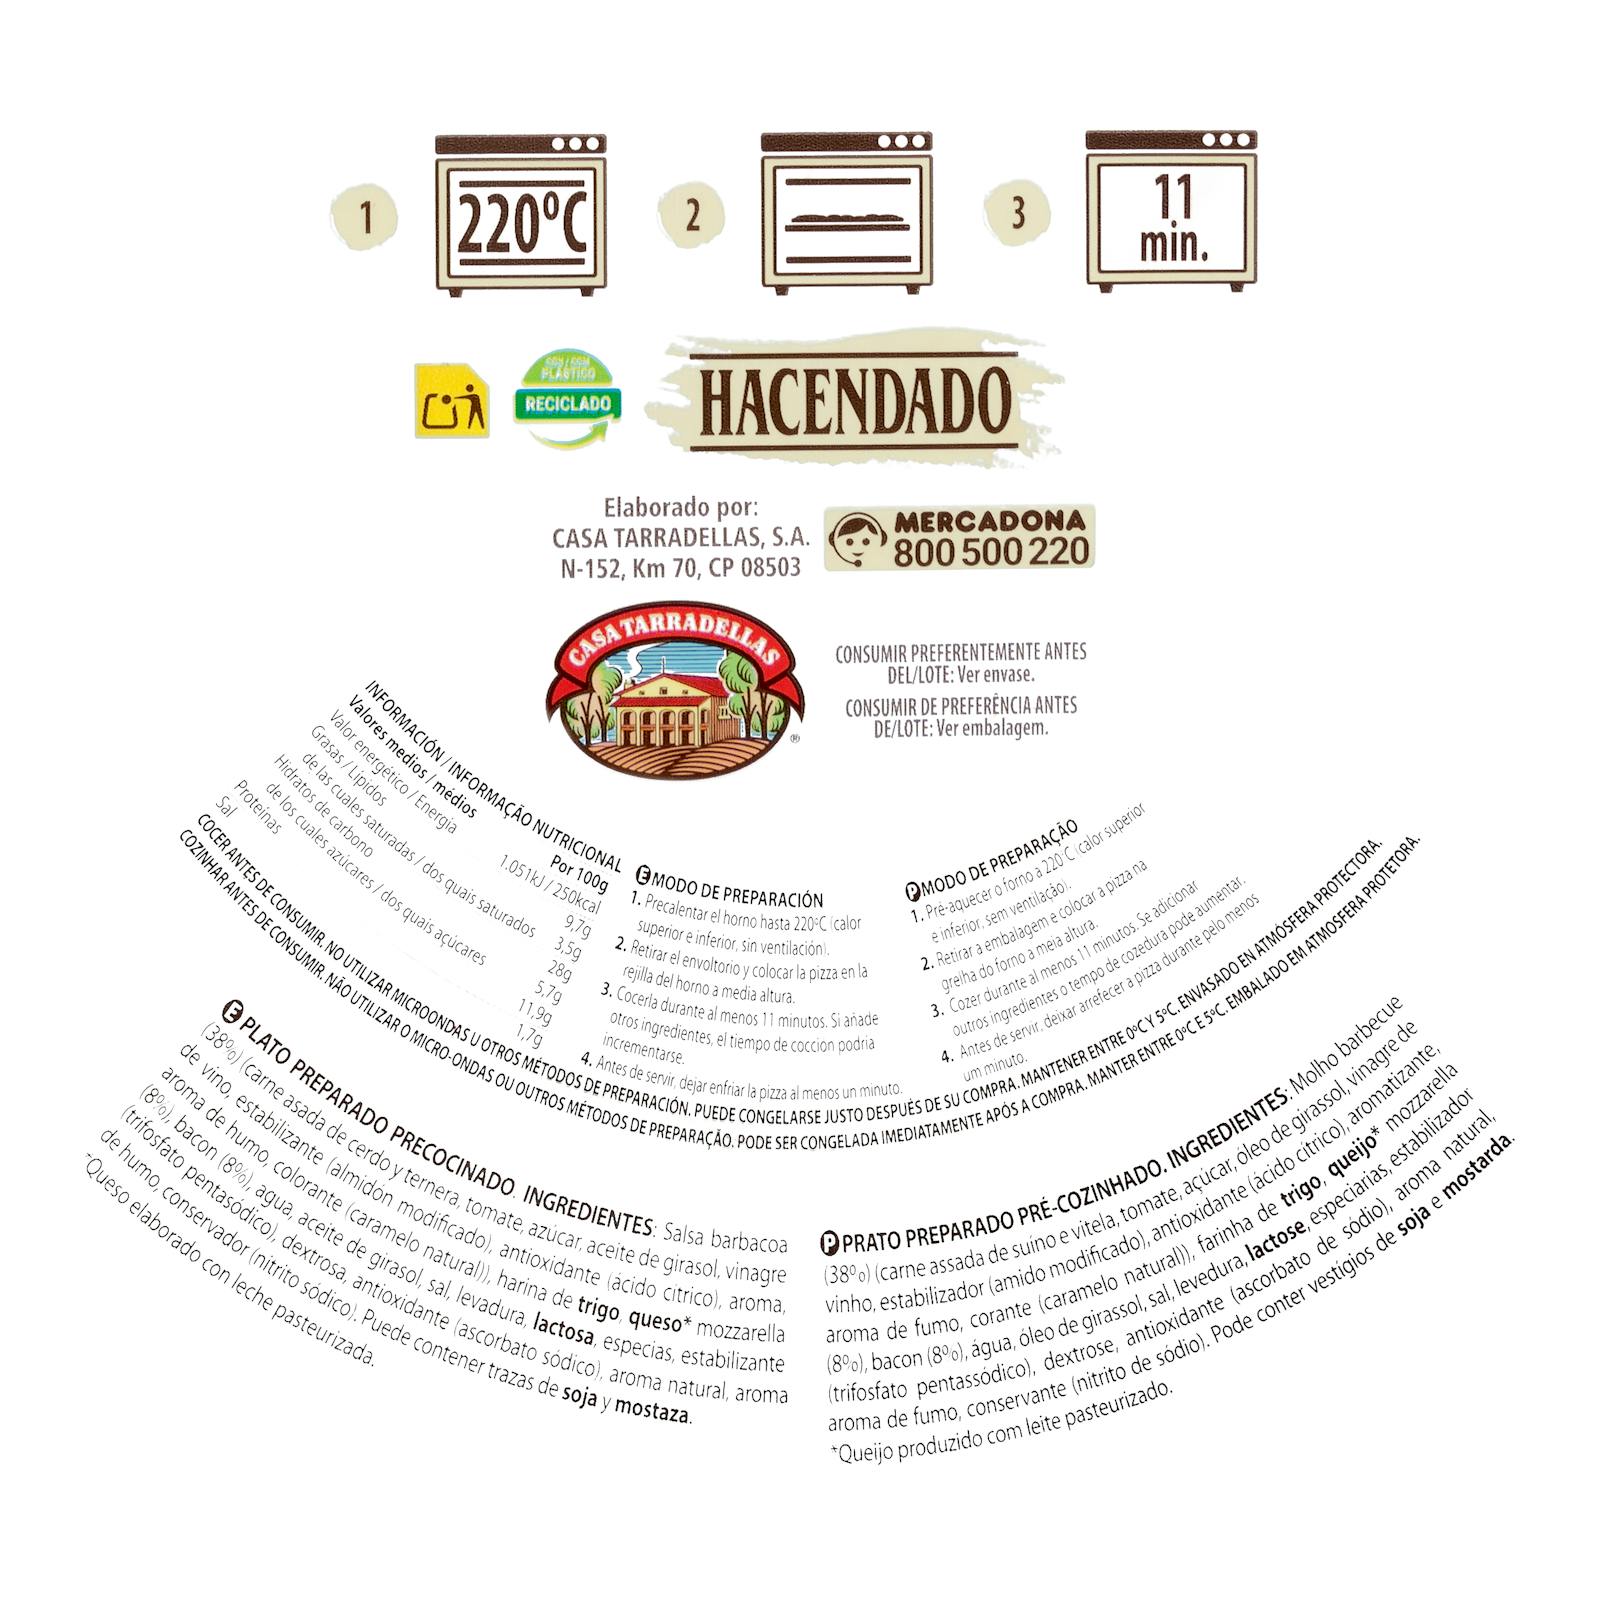 1
220ºC
2
3
11
min.
CON / COM
PLÁSTICO
RECICLADO
HACENDADO
Elaborado por:
CASA TARRADELLAS, S.A.
N-152, Km 70, CP 08503
MERCADONA
800 500 220
CASA TARRADELLAS
®
CONSUMIR PREFERENTEMENTE ANTES
DEL/LOTE: Ver envase.
CONSUMIR DE PREFERÊNCIA ANTES
DE/LOTE: Ver embalagem.
INFORMACIÓN / INFORMAÇÃO NUTRICIONAL
Valores medios / médios Por 100g
Valor energético / Energia 1.051kJ / 250kcal
Grasas / Lípidos 9,7g
de las cuales saturadas / dos quais saturados 3,5g
Hidratos de carbono 28g
de los cuales azúcares / dos quais açúcares 5,7g
Proteínas 11,9g
Sal 1,7g
E MODO DE PREPARACIÓN
1. Precalentar el horno hasta 220ºC (calor
superior e inferior, sin ventilación).
2. Retirar el envoltorio y colocar la pizza en la
rejilla del horno a media altura.
3. Cocerla durante al menos 11 minutos. Si añade
otros ingredientes, el tiempo de cocción podría
incrementarse.
4. Antes de servir, dejar enfriar la pizza al menos un minuto.
P MODO DE PREPARAÇÃO
1. Pré-aquecer o forno a 220ºC (calor superior
e inferior, sem ventilação).
2. Retirar a embalagem e colocar a pizza na
grelha do forno a meia altura.
3. Cozer durante al menos 11 minutos. Se adicionar
outros ingredientes o tempo de cozedura pode aumentar.
4. Antes de servir, deixar arrefecer a pizza durante pelo menos
um minuto.
COCER ANTES DE CONSUMIR. NO UTILIZAR MICROONDAS U OTROS MÉTODOS DE PREPARACIÓN. PUEDE CONGELARSE JUSTO DESPUÉS DE SU COMPRA. MANTENER ENTRE 0ºC Y 5ºC. ENVASADO EN ATMÓSFERA PROTECTORA.
COZINHAR ANTES DE CONSUMIR. NÃO UTILIZAR O MICRO-ONDAS OU OUTROS MÉTODOS DE PREPARAÇÃO. PODE SER CONGELADA IMEDIATAMENTE APÓS A COMPRA. MANTER ENTRE 0ºC E 5ºC. EMBALADO EM ATMOSFERA PROTETORA.
E PLATO PREPARADO PRECOCINADO. INGREDIENTES: Salsa barbacoa
(38%) (carne asada de cerdo y ternera, tomate, azúcar, aceite de girasol, vinagre
de vino, estabilizante (almidón modificado), antioxidante (ácido cítrico), aroma,
aroma de humo, colorante (caramelo natural)), harina de trigo, queso* mozzarella
(8%), bacon (8%), agua, aceite de girasol, sal, levadura, lactosa, especias, estabilizante
(trifosfato pentasódico), dextrosa, antioxidante (ascorbato sódico), aroma natural, aroma
de humo, conservador (nitrito sódico). Puede contener trazas de soja y mostaza.
*Queso elaborado con leche pasteurizada.
P PRATO PREPARADO PRÉ-COZINHADO. INGREDIENTES: Molho barbecue
(38%) (carne assada de suíno e vitela, tomate, açúcar, óleo de girassol, vinagre de
vinho, estabilizador (amido modificado), antioxidante (ácido cítrico), aromatizante,
aroma de fumo, corante (caramelo natural)), farinha de trigo, queijo* mozzarella
(8%), bacon (8%), água, óleo de girassol, sal, levedura, lactose, especiarias, estabilizador
(trifosfato pentassódico), dextrose, antioxidante (ascorbato de sódio), aroma natural,
aroma de fumo, conservante (nitrito de sódio). Pode conter vestígios de soja e mostarda.
*Queijo produzido com leite pasteurizado.